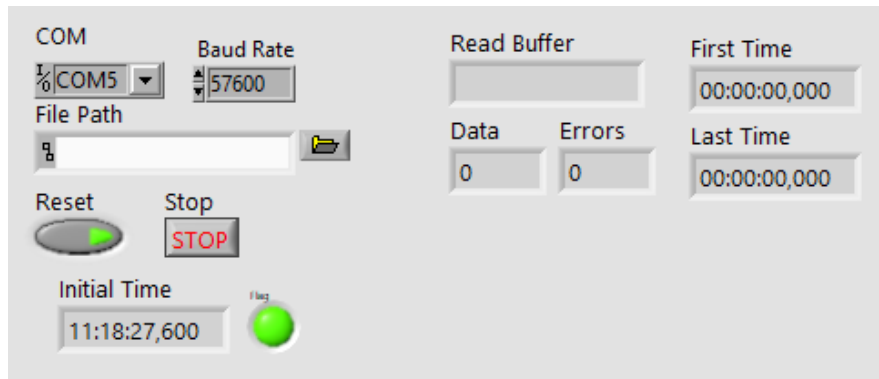 COM
Baud Rate
COM5
57600
File Path
Reset
Stop
STOP
Initial Time
Flag
11:18:27,600
Read Buffer
First Time
00:00:00,000
Data
Errors
Last Time
0
0
00:00:00,000